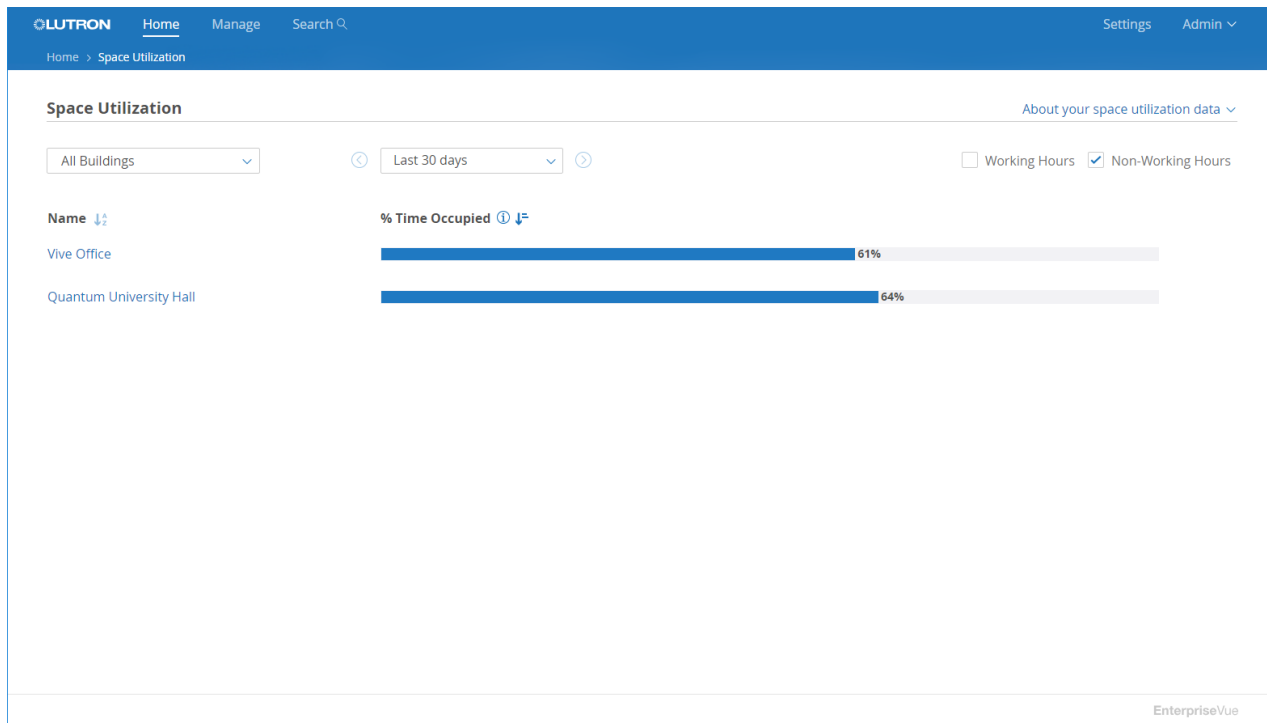 LUTRON Home Manage Search Settings Admin
Home > Space Utilization
Space Utilization About your space utilization data
All Buildings Last 30 days Working Hours Non-Working Hours
Name % Time Occupied
Vive Office 61%
Quantum University Hall 64%
EnterpriseVue